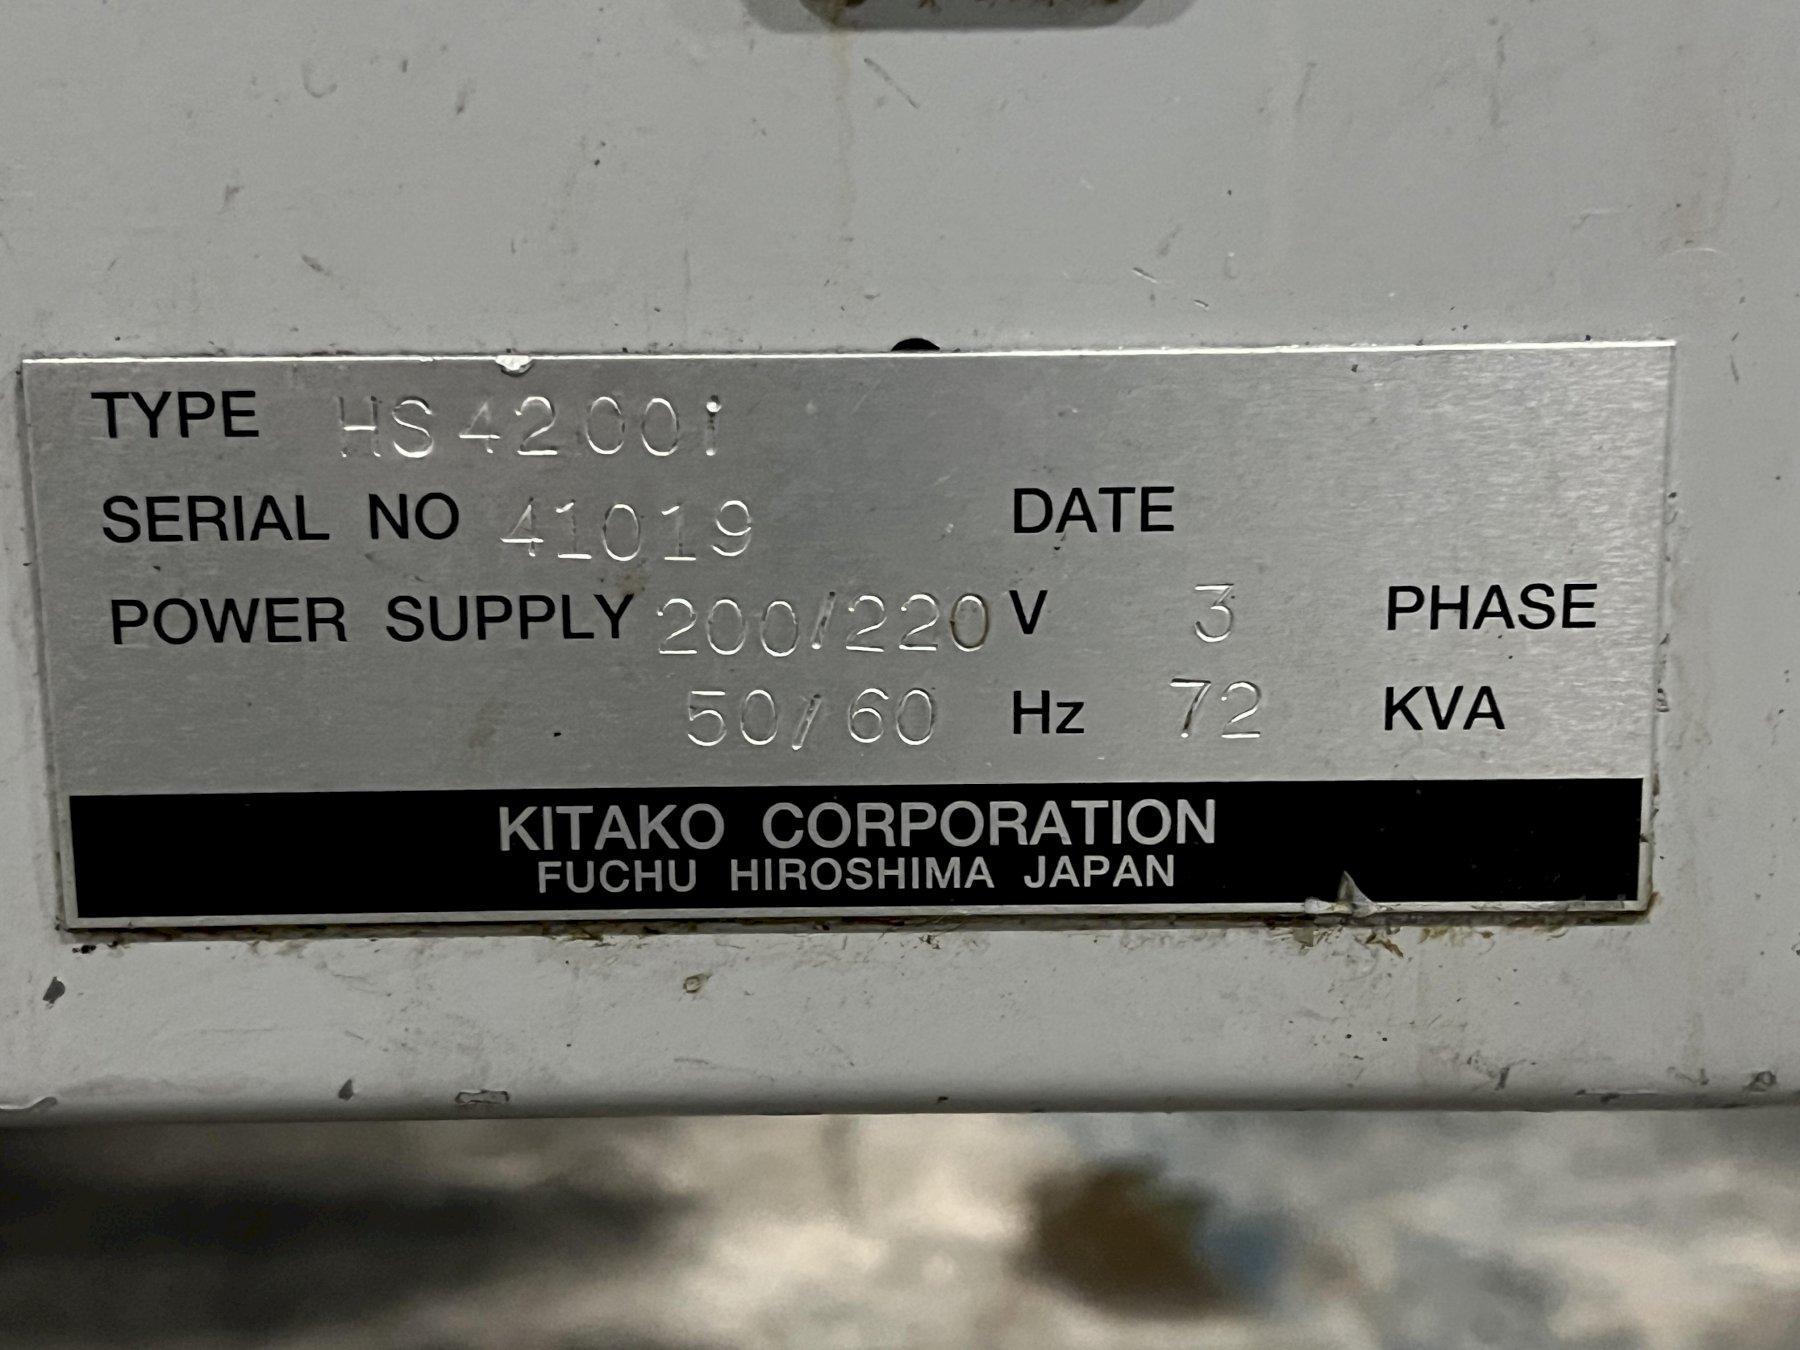 TYPE HS4200i
SERIAL NO 41019 DATE
POWER SUPPLY 200/220 V 3 PHASE
50/60 Hz 72 KVA
KITAKO CORPORATION
FUCHU HIROSHIMA JAPAN